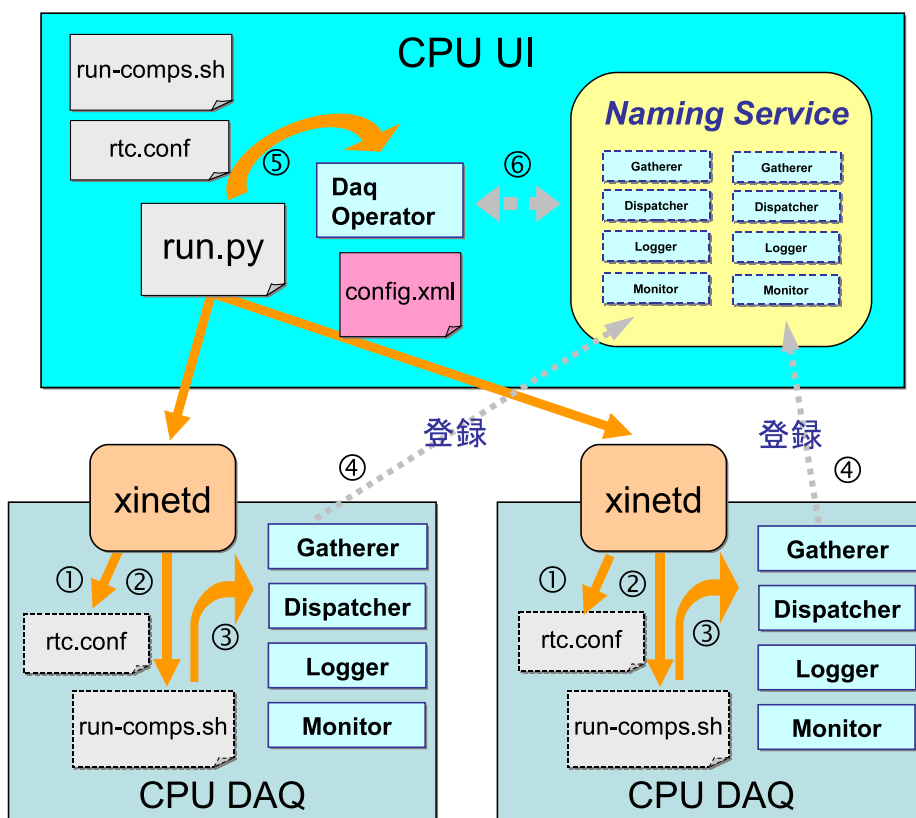 CPU UI
run-comps.sh
rtc.conf
run.py
⑤
Daq
Operator
config.xml
⑥
Naming Service
Gatherer
Dispatcher
Logger
Monitor
Gatherer
Dispatcher
Logger
Monitor
登録
④
登録
④
xinetd
①
②
③
rtc.conf
run-comps.sh
Gatherer
Dispatcher
Logger
Monitor
CPU DAQ
xinetd
①
②
③
rtc.conf
run-comps.sh
Gatherer
Dispatcher
Logger
Monitor
CPU DAQ